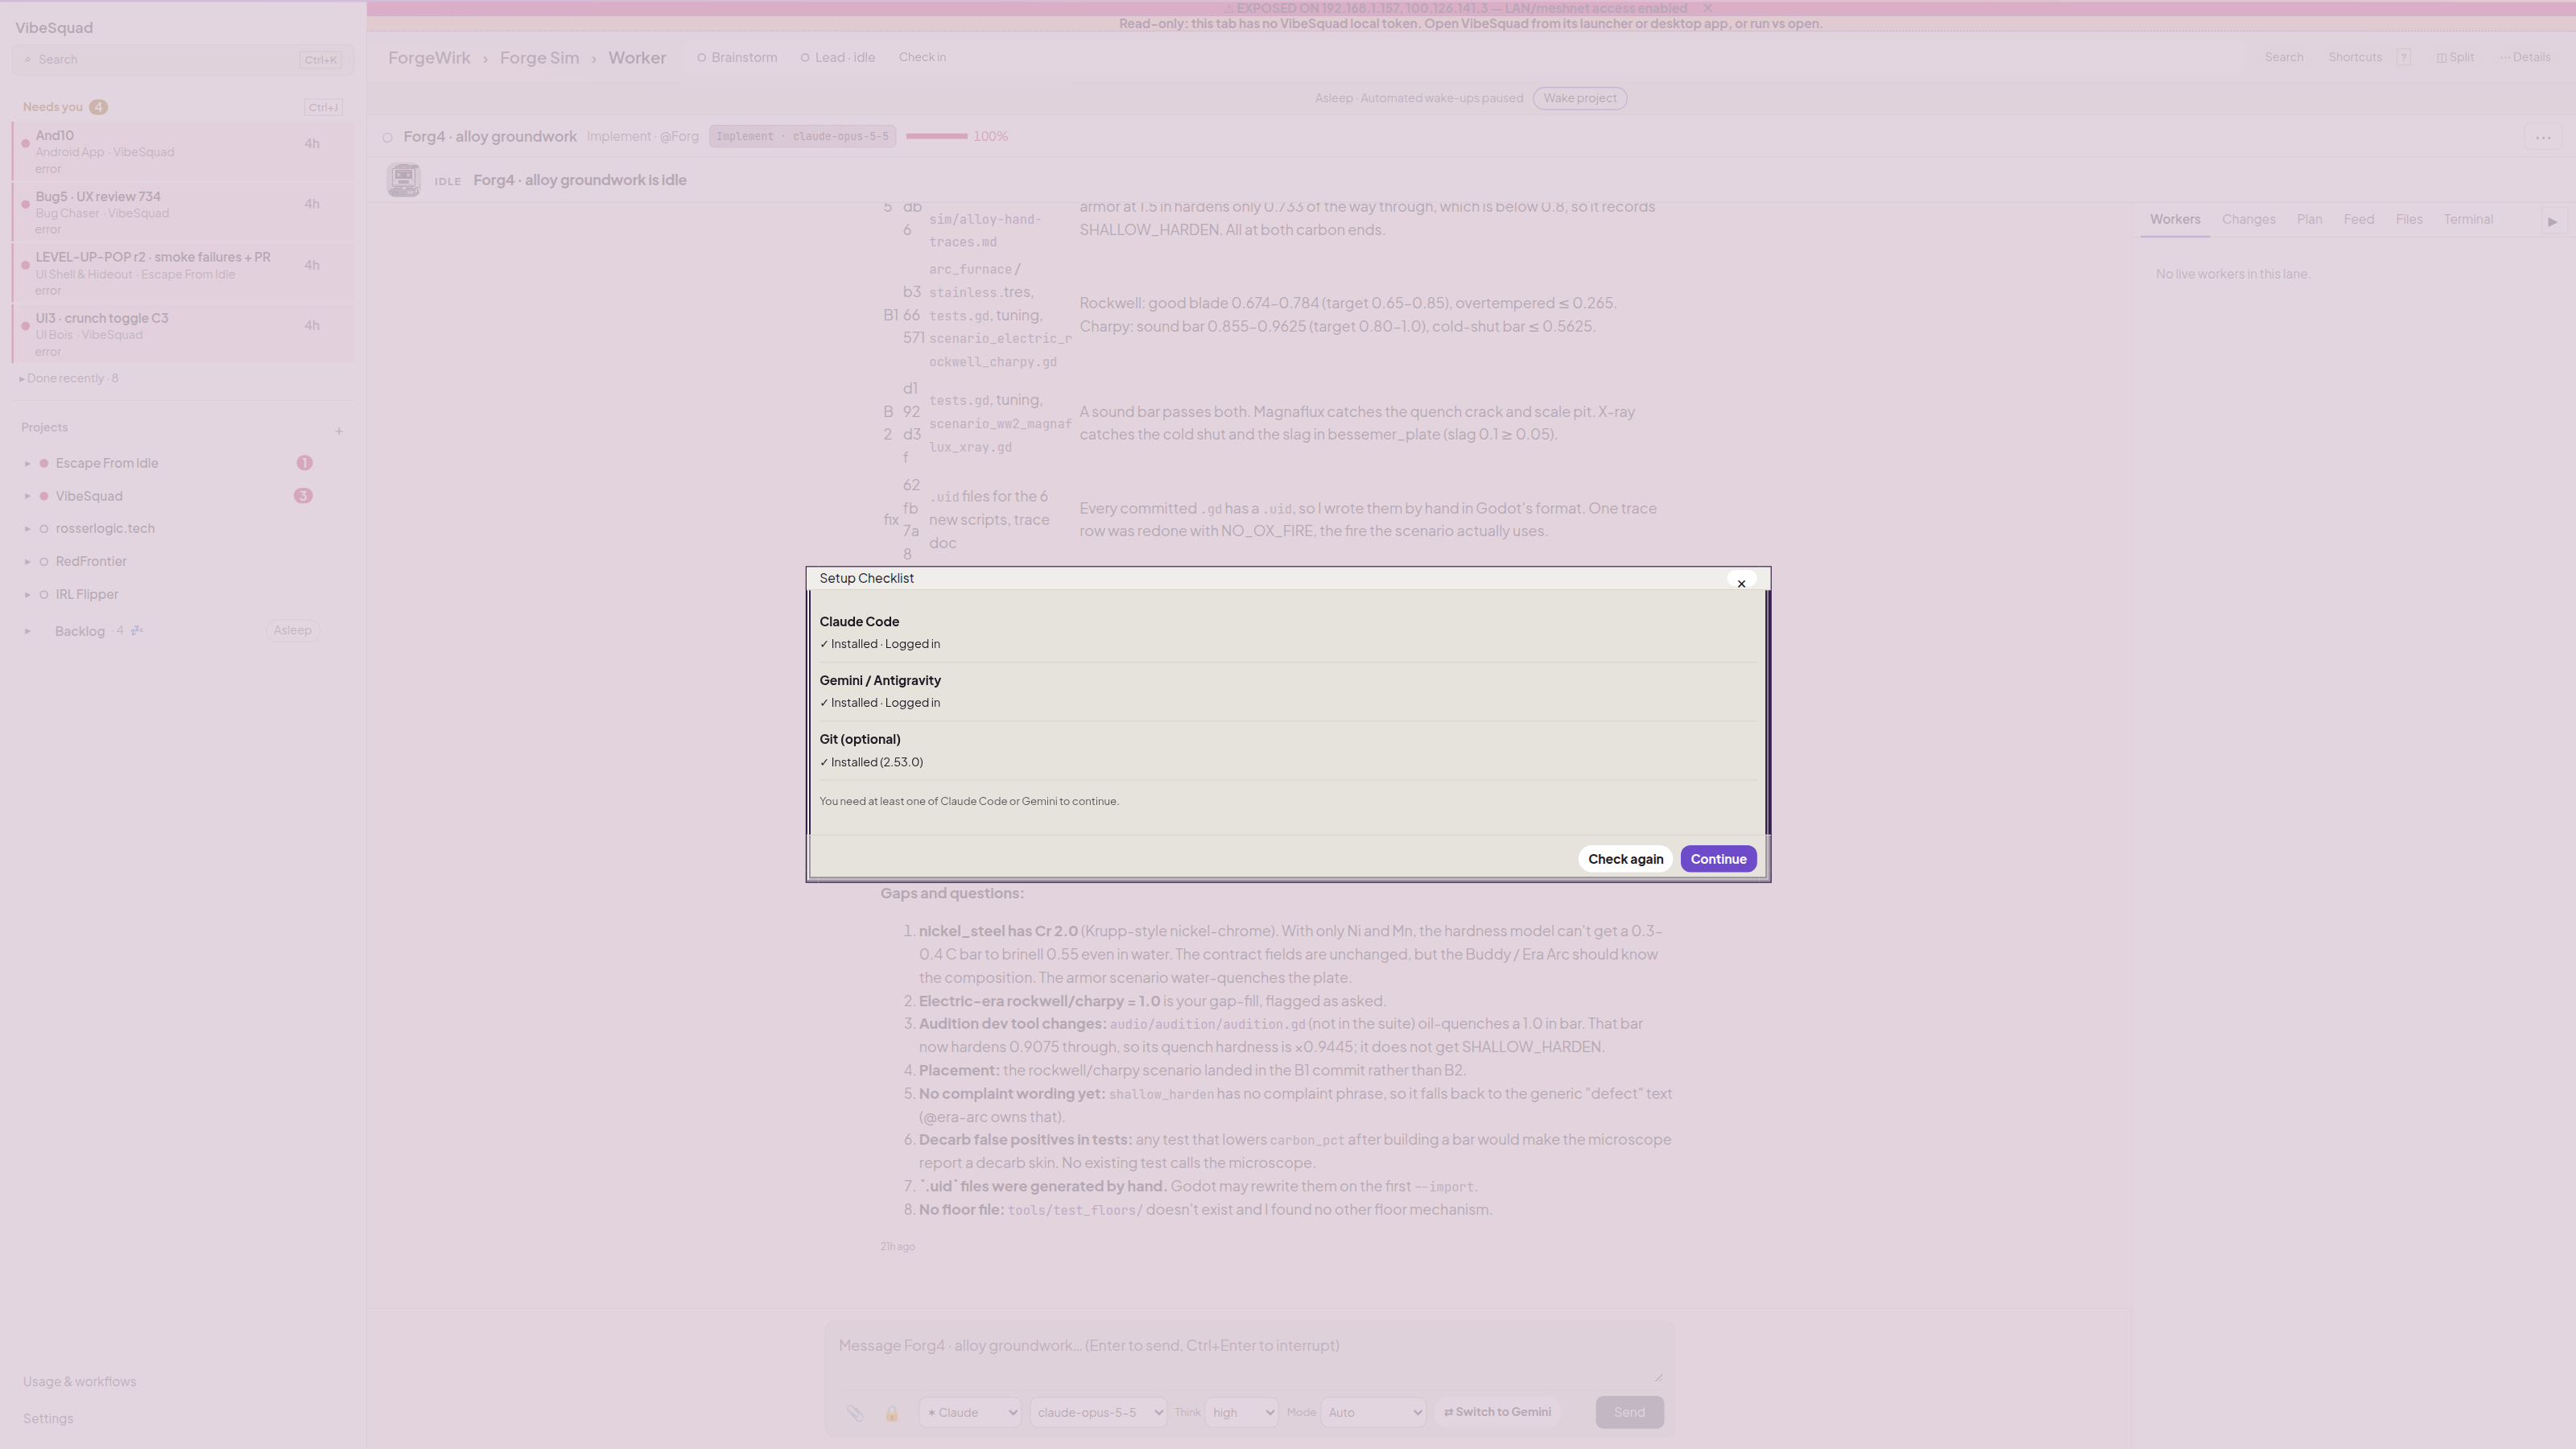 VibeSquad
Search
Ctrl+K
Needs you 4
Ctrl+J
And10
4h
Android App · VibeSquad
error
Bug5 · UX review 734
4h
Bug Chaser · VibeSquad
error
LEVEL-UP-POP r2 · smoke failures + PR
4h
UI Shell & Hideout · Escape From Idle
error
UI3 · crunch toggle C3
4h
UI Bois · VibeSquad
error
▸ Done recently · 8
Projects
+
▸ Escape From Idle 1
▸ VibeSquad 3
▸ rosserlogic.tech
▸ RedFrontier
▸ IRL Flipper
▸ Backlog · 4 💤 Asleep
Usage & workflows
Settings
⚠ EXPOSED ON 192.168.1.157, 100.126.141.3 — LAN/meshnet access enabled ✕
Read-only: this tab has no VibeSquad local token. Open VibeSquad from its launcher or desktop app, or run vs open.
ForgeWirk › Forge Sim › Worker
Brainstorm
Lead · idle
Check in
Search
Shortcuts ?
Split
··· Details
Asleep · Automated wake-ups paused
Wake project
Forg4 · alloy groundwork Implement · @Forg Implement · claude-opus-5-5 100%
···
IDLE Forg4 · alloy groundwork is idle
5 db armor at 1.5 in hardens only 0.733 of the way through, which is below 0.8, so it records
6 sim/alloy-hand- SHALLOW_HARDEN. All at both carbon ends.
traces.md
arc_furnace/
b3 stainless .tres, Rockwell: good blade 0.674–0.784 (target 0.65–0.85), overtempered ≤ 0.265.
B1 66 tests.gd, tuning, Charpy: sound bar 0.855–0.9625 (target 0.80–1.0), cold-shut bar ≤ 0.5625.
571 scenario_electric_r
ockwell_charpy.gd
d1
92 tests.gd, tuning,
B A sound bar passes both. Magnaflux catches the quench crack and scale pit. X-ray
2 d3 scenario_ww2_magnaf catches the cold shut and the slag in bessemer_plate (slag 0.1 ≥ 0.05).
f lux_xray.gd
62
fb .uid files for the 6 Every committed .gd has a .uid, so I wrote them by hand in Godot's format. One trace
fix 7a new scripts, trace row was redone with NO_OX_FIRE, the fire the scenario actually uses.
8 doc
Setup Checklist
✕
Claude Code
✓ Installed · Logged in
Gemini / Antigravity
✓ Installed · Logged in
Git (optional)
✓ Installed (2.53.0)
You need at least one of Claude Code or Gemini to continue.
Check again
Continue
Gaps and questions:
1. nickel_steel has Cr 2.0 (Krupp-style nickel-chrome). With only Ni and Mn, the hardness model can't get a 0.3–
0.4 C bar to brinell 0.55 even in water. The contract fields are unchanged, but the Buddy / Era Arc should know
the composition. The armor scenario water-quenches the plate.
2. Electric-era rockwell/charpy = 1.0 is your gap-fill, flagged as asked.
3. Audition dev tool changes: audio/audition/audition.gd (not in the suite) oil-quenches a 1.0 in bar. That bar
now hardens 0.9075 through, so its quench hardness is ×0.9445; it does not get SHALLOW_HARDEN.
4. Placement: the rockwell/charpy scenario landed in the B1 commit rather than B2.
5. No complaint wording yet: shallow_harden has no complaint phrase, so it falls back to the generic "defect" text
(@era-arc owns that).
6. Decarb false positives in tests: any test that lowers carbon_pct after building a bar would make the microscope
report a decarb skin. No existing test calls the microscope.
7. `.uid` files were generated by hand. Godot may rewrite them on the first --import.
8. No floor file: tools/test_floors/ doesn't exist and I found no other floor mechanism.
21h ago
Message Forg4 · alloy groundwork… (Enter to send, Ctrl+Enter to interrupt)
✶ Claude
claude-opus-5-5
Think high
Mode Auto
⇄ Switch to Gemini
Send
Workers
Changes
Plan
Feed
Files
Terminal
▶
No live workers in this lane.